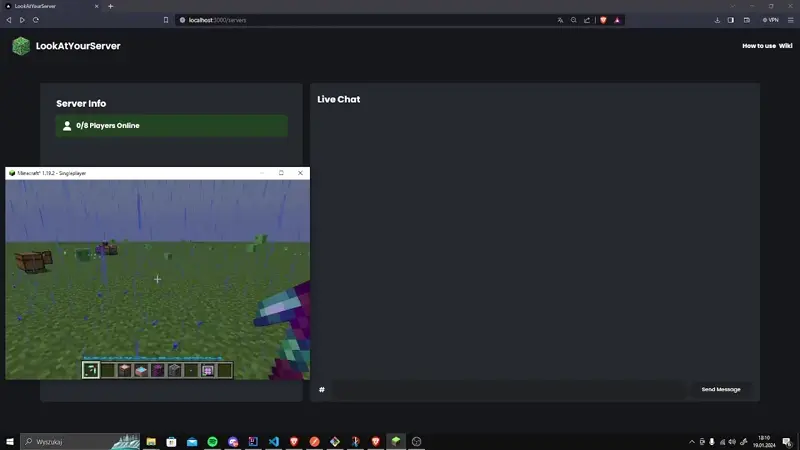 LookAtYourServer
localhost:3000/servers
VPN
LookAtYourServer
How to use Wiki
Server Info
0/8 Players Online
Live Chat
Minecraft* 1.19.2 - Singleplayer
#
Send Message
Wyszukaj
18:10
19.01.2024